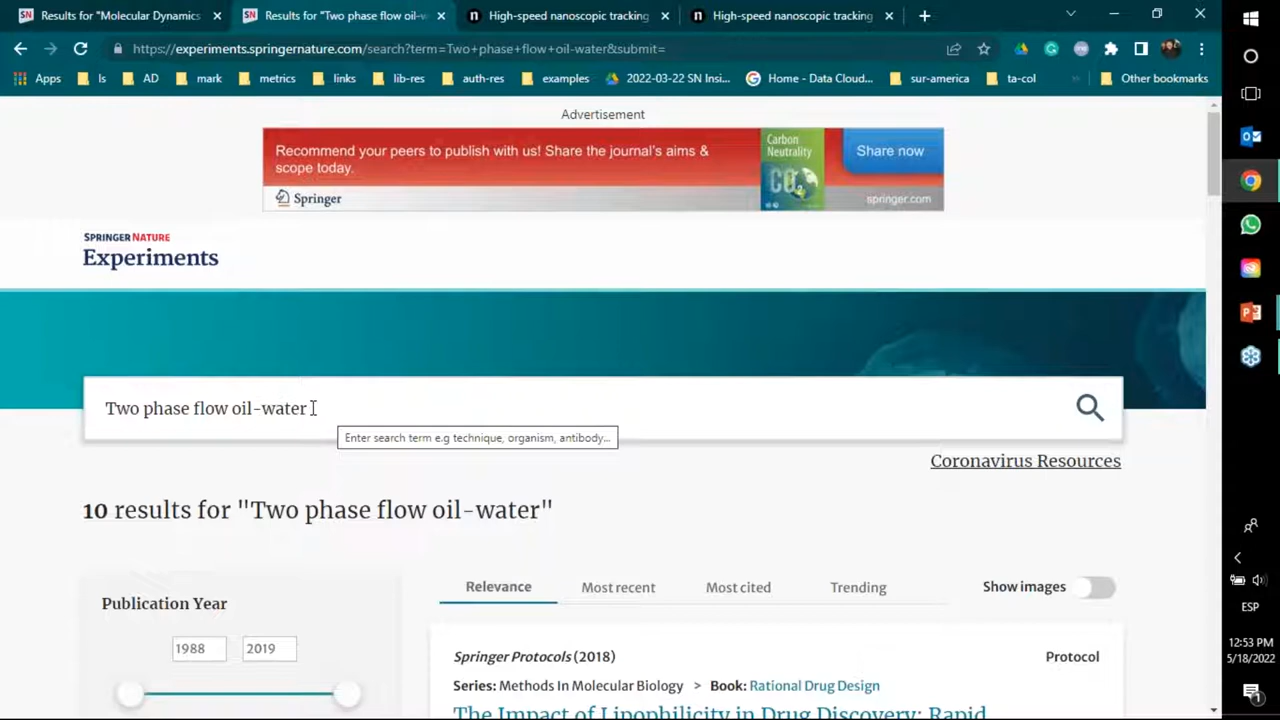 Results for "Molecular Dynamics
Results for "Two phase flow oil-w
High-speed nanoscopic tracking
High-speed nanoscopic tracking
https://experiments.springernature.com/search?term=Two+phase+flow+oil-water&submit=
Apps
ls
AD
mark
metrics
links
lib-res
auth-res
examples
2022-03-22 SN Insi...
Home - Data Cloud...
sur-america
ta-col
Other bookmarks
Advertisement
Recommend your peers to publish with us! Share the journal's aims &
scope today.
Carbon
Neutrality
CO2
Share now
Springer
springer.com
SPRINGER NATURE
Experiments
Two phase flow oil-water
Enter search term e.g technique, organism, antibody...
Coronavirus Resources
10 results for "Two phase flow oil-water"
Publication Year
1988
2019
Relevance
Most recent
Most cited
Trending
Show images
Springer Protocols (2018)
Protocol
Series: Methods In Molecular Biology > Book: Rational Drug Design
The Impact of Lipophilicity in Drug Discovery: Rapid
ESP
12:53 PM
5/18/2022